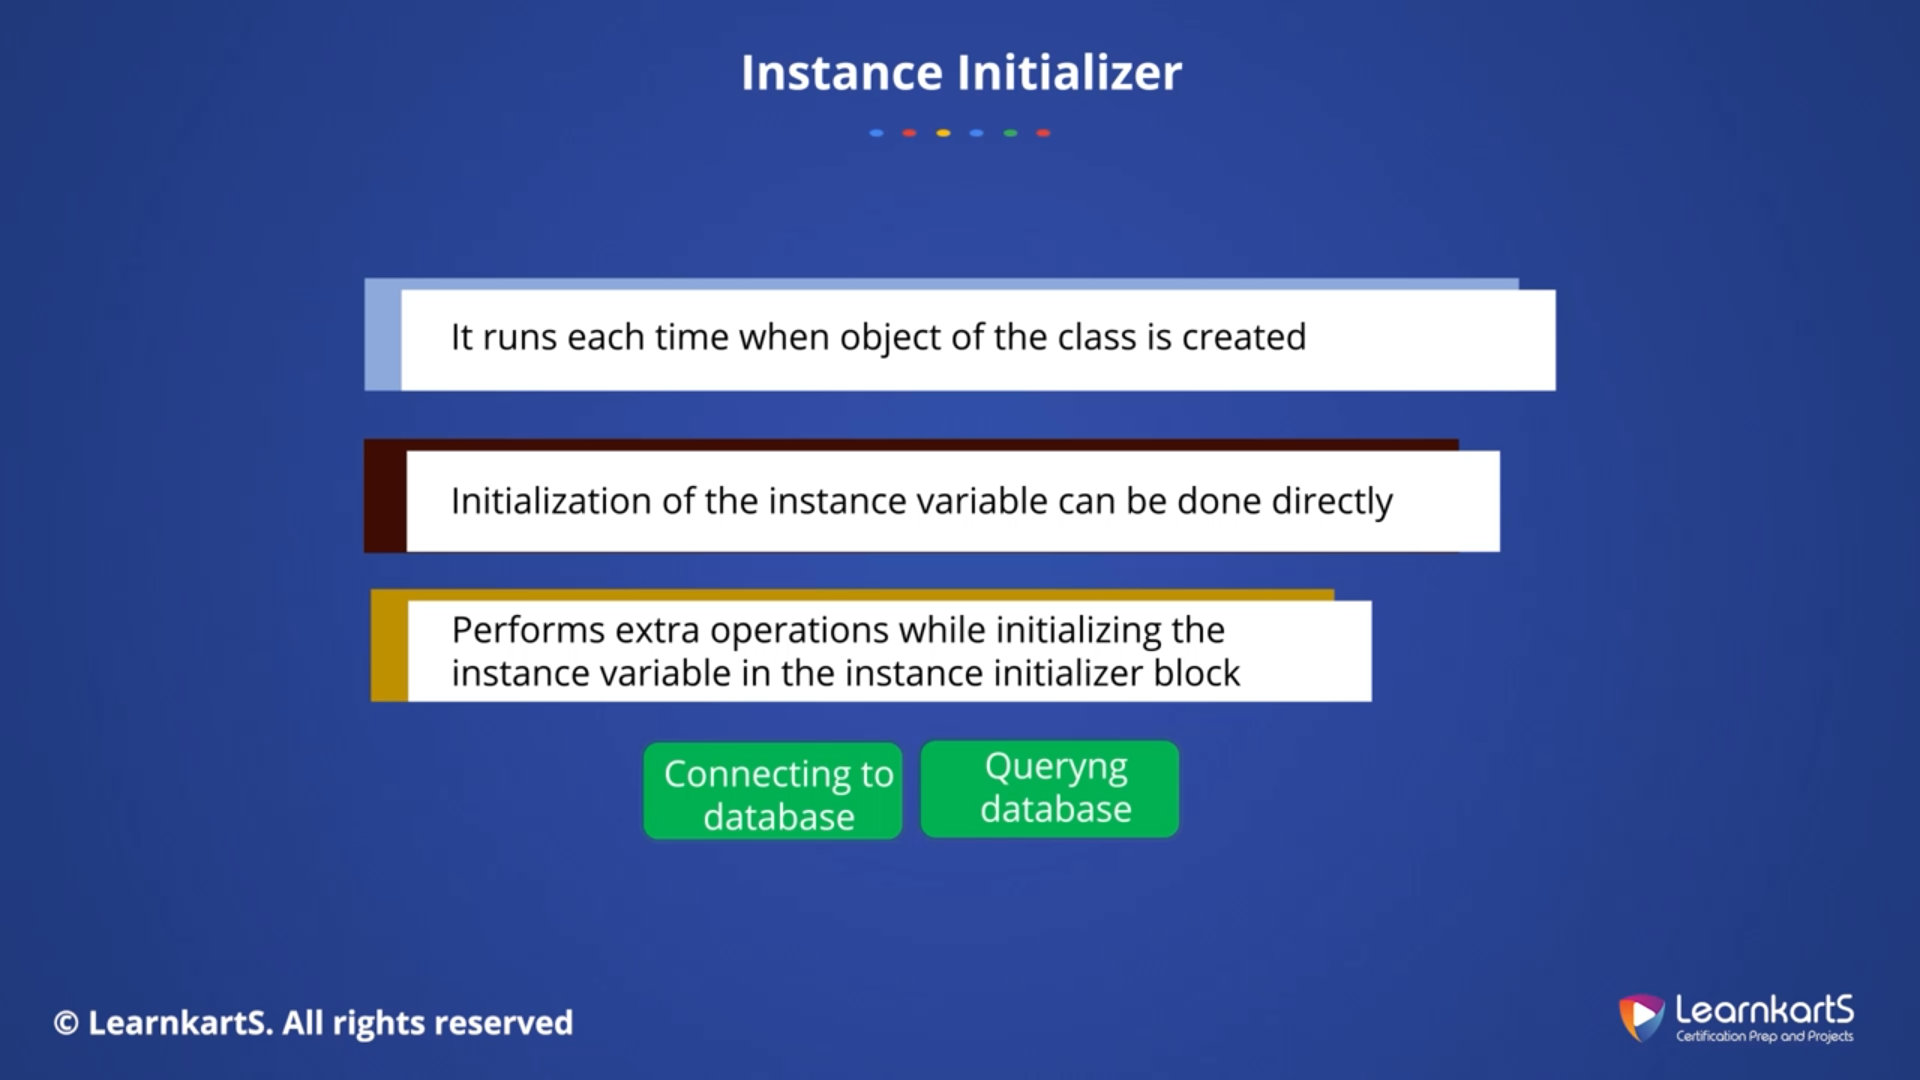 Instance Initializer
It runs each time when object of the class is created
Initialization of the instance variable can be done directly
Performs extra operations while initializing the
instance variable in the instance initializer block
Connecting to
database
Queryng
database
© LearnkartS. All rights reserved
LearnkartS
Certification Prep and Projects